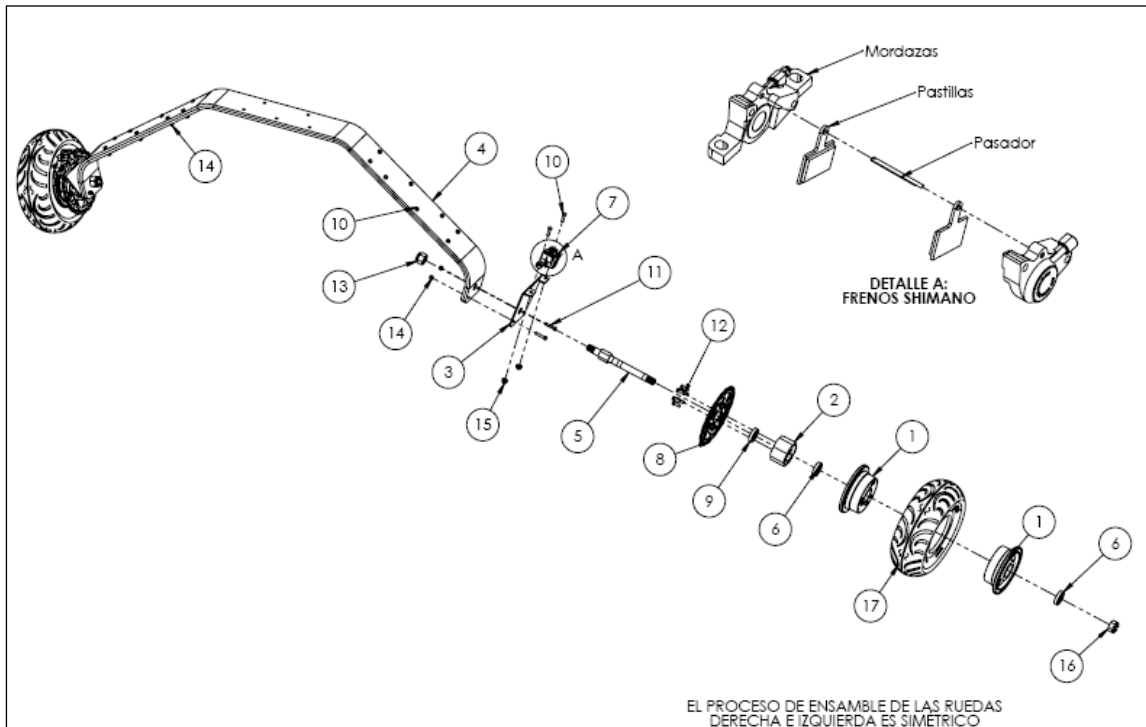 Mordazas
Pastillas
Pasador
DETALLE A:
FRENOS SHIMANO
14
4
10
7
A
10
13
11
14
3
12
15
5
2
8
1
9
6
1
6
17
16
EL PROCESO DE ENSAMBLE DE LAS RUEDAS
DERECHA E IZQUIERDA ES SIMÉTRICO